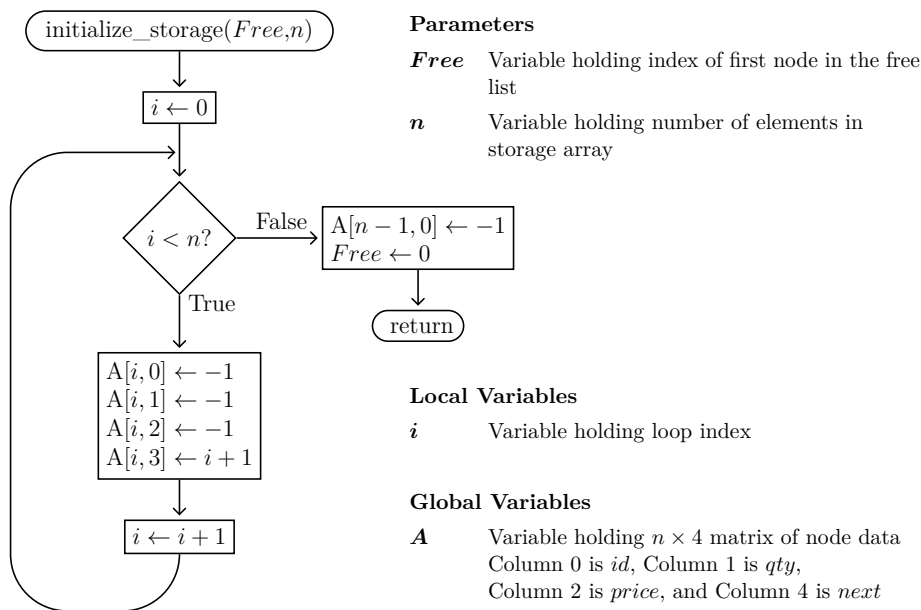 initialize_storage(Free,n)
i ← 0
i < n?
False
True
A[n − 1, 0] ← −1
Free ← 0
return
A[i, 0] ← −1
A[i, 1] ← −1
A[i, 2] ← −1
A[i, 3] ← i + 1
i ← i + 1
Parameters
Free Variable holding index of first node in the free
list
n Variable holding number of elements in
storage array
Local Variables
i Variable holding loop index
Global Variables
A Variable holding n × 4 matrix of node data
Column 0 is id, Column 1 is qty,
Column 2 is price, and Column 4 is next